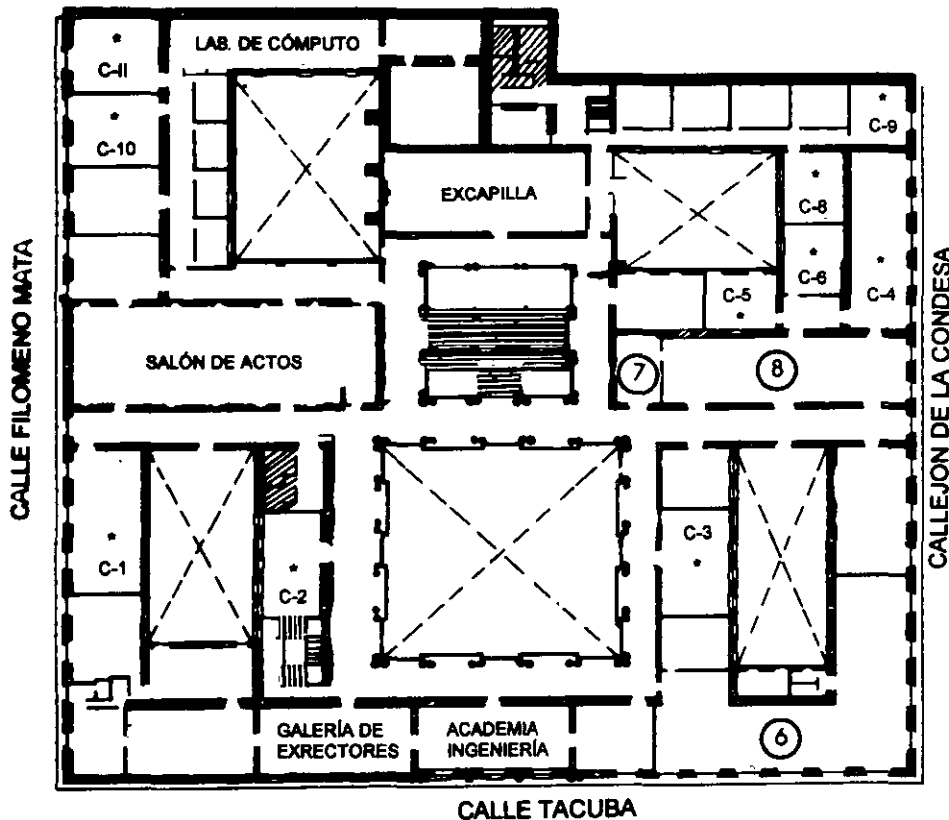 LAB. DE CÓMPUTO
C-II
C-10
C-9
EXCAPILLA
C-8
C-6
C-5
C-4
CALLE FILOMENO MATA
CALLEJON DE LA CONDESA
SALÓN DE ACTOS
7
8
C-1
C-2
C-3
GALERÍA DE
EXRECTORES
ACADEMIA
INGENIERÍA
6
CALLE TACUBA